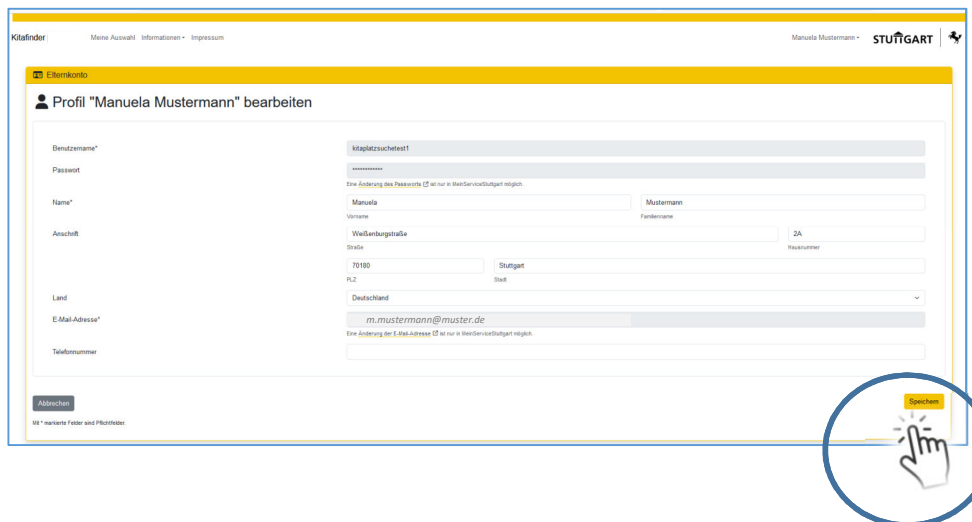 Kitafinder Meine Auswahl Informationen Impressum Manuela Mustermann STUTTGART
Elternkonto
Profil "Manuela Mustermann" bearbeiten
Benutzername* kitaplatzsuchetest1
Passwort ************
Eine Änderung des Passworts ist nur in MeinServiceStuttgart möglich.
Name* Manuela Mustermann
Vorname Familienname
Anschrift Weißenburgstraße 2A
Straße Hausnummer
70180 Stuttgart
PLZ Stadt
Land Deutschland
E-Mail-Adresse* m.mustermann@muster.de
Eine Änderung der E-Mail-Adresse ist nur in MeinServiceStuttgart möglich.
Telefonnummer
Abbrechen Speichern
Mit * markierte Felder sind Pflichtfelder.